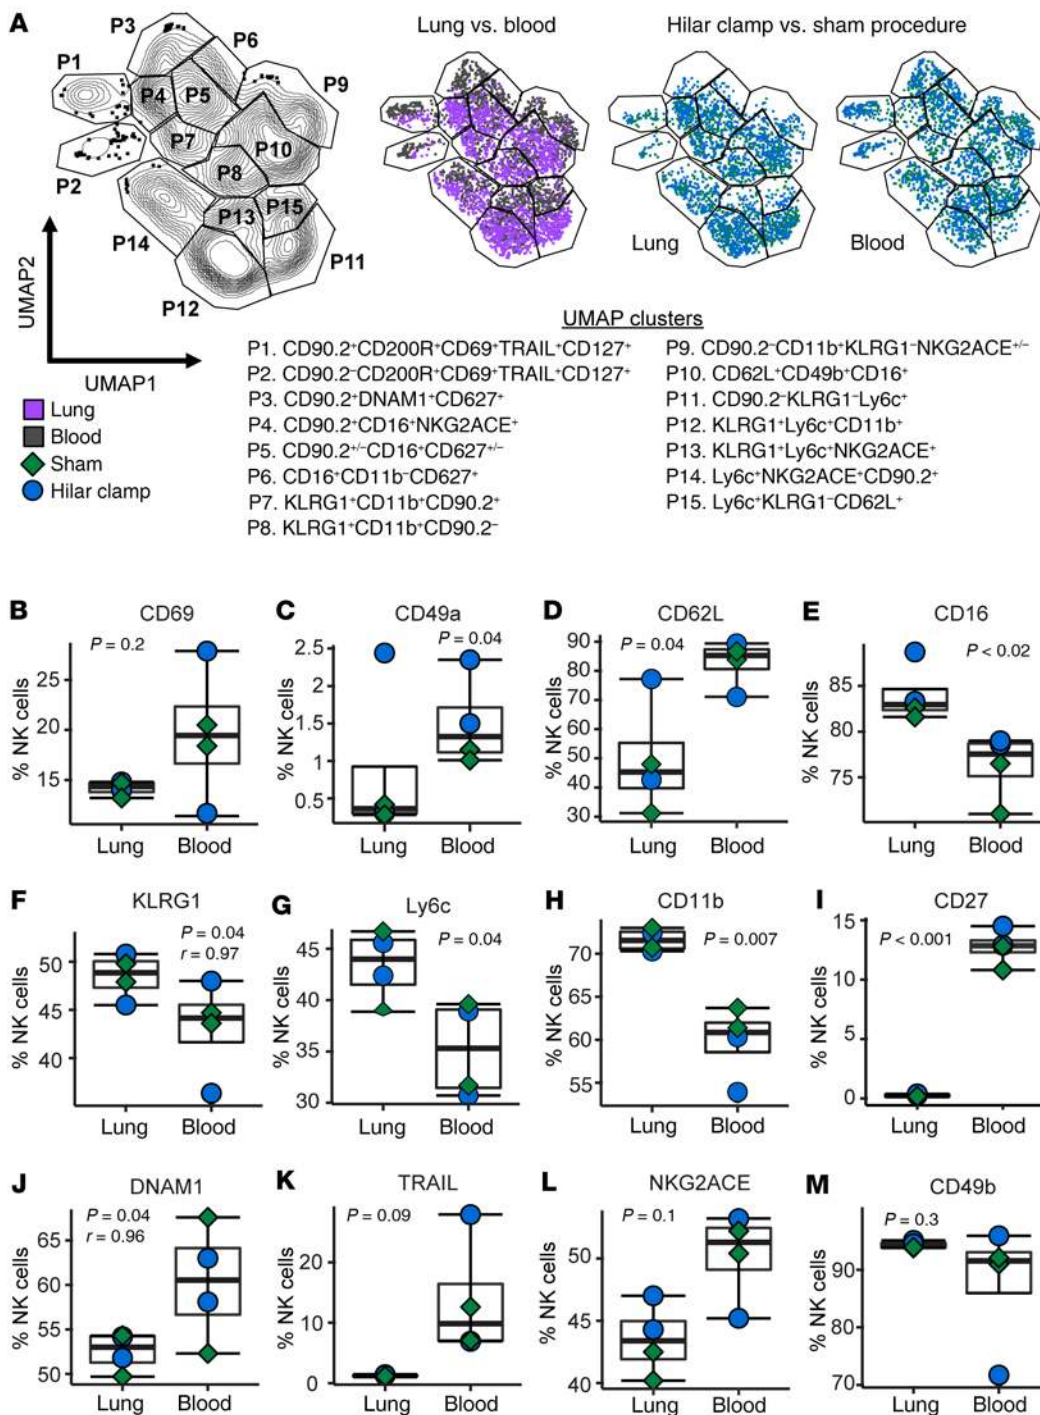 A
Lung vs. blood
Hilar clamp vs. sham procedure
P3
P6
P1
P9
P4
P5
P7
P10
P2
P8
P13
P15
P14
P11
P12
Lung
Blood
UMAP2
UMAP1
Lung
Blood
Sham
Hilar clamp
UMAP clusters
P1. CD90.2⁺CD200R⁺CD69⁺TRAIL⁺CD127⁺
P2. CD90.2⁻CD200R⁺CD69⁺TRAIL⁺CD127⁺
P3. CD90.2⁺DNAM1⁺CD627⁺
P4. CD90.2⁺CD16⁺NKG2ACE⁺
P5. CD90.2⁺/⁻CD16⁺CD627⁺/⁻
P6. CD16⁺CD11b⁻CD627⁺
P7. KLRG1⁺CD11b⁺CD90.2⁺
P8. KLRG1⁺CD11b⁺CD90.2⁻
P9. CD90.2⁻CD11b⁺KLRG1⁻NKG2ACE⁺/⁻
P10. CD62L⁺CD49b⁺CD16⁺
P11. CD90.2⁻KLRG1⁻Ly6c⁺
P12. KLRG1⁺Ly6c⁺CD11b⁺
P13. KLRG1⁺Ly6c⁺NKG2ACE⁺
P14. Ly6c⁺NKG2ACE⁺CD90.2⁺
P15. Ly6c⁺KLRG1⁻CD62L⁺
B
CD69
P = 0.2
% NK cells
25
20
15
Lung Blood
C
CD49a
P = 0.04
% NK cells
2.5
2
1.5
1
0.5
Lung Blood
D
CD62L
P = 0.04
% NK cells
90
80
70
60
50
40
30
Lung Blood
E
CD16
P < 0.02
% NK cells
85
80
75
Lung Blood
F
KLRG1
P = 0.04
r = 0.97
% NK cells
50
45
40
Lung Blood
G
Ly6c
P = 0.04
% NK cells
45
40
35
30
Lung Blood
H
CD11b
P = 0.007
% NK cells
70
65
60
55
Lung Blood
I
CD27
P < 0.001
% NK cells
15
10
5
0
Lung Blood
J
DNAM1
P = 0.04
r = 0.96
% NK cells
65
60
55
50
Lung Blood
K
TRAIL
P = 0.09
% NK cells
20
10
0
Lung Blood
L
NKG2ACE
P = 0.1
% NK cells
50
45
40
Lung Blood
M
CD49b
P = 0.3
% NK cells
90
80
70
Lung Blood